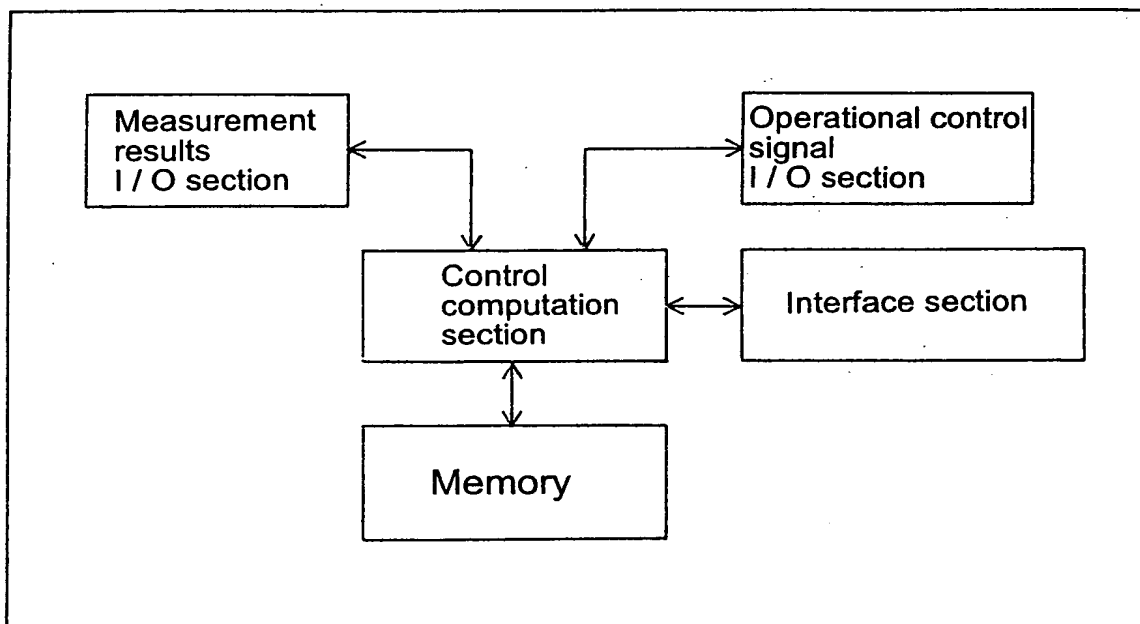 Measurement
results
I / O section
Operational control
signal
I / O section
Control
computation
section
Interface section
Memory